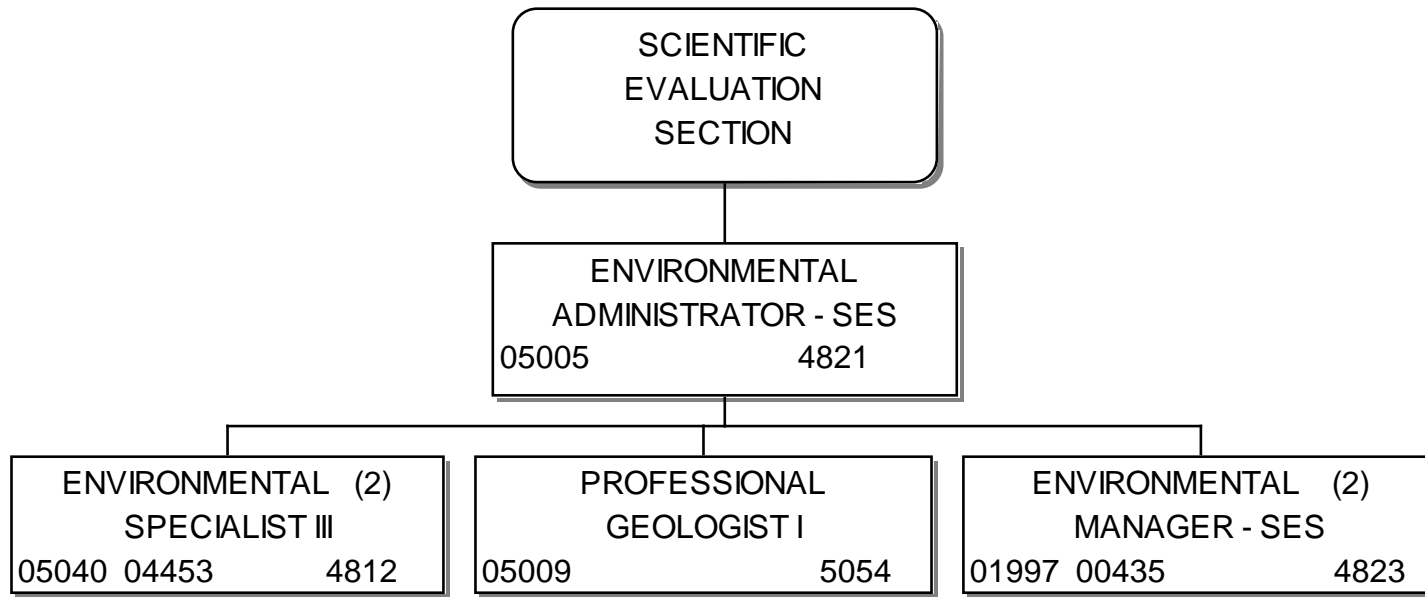 SCIENTIFIC
EVALUATION
SECTION
ENVIRONMENTAL
ADMINISTRATOR - SES
05005 4821
ENVIRONMENTAL (2)
SPECIALIST III
05040 04453 4812
PROFESSIONAL
GEOLOGIST I
05009 5054
ENVIRONMENTAL (2)
MANAGER - SES
01997 00435 4823